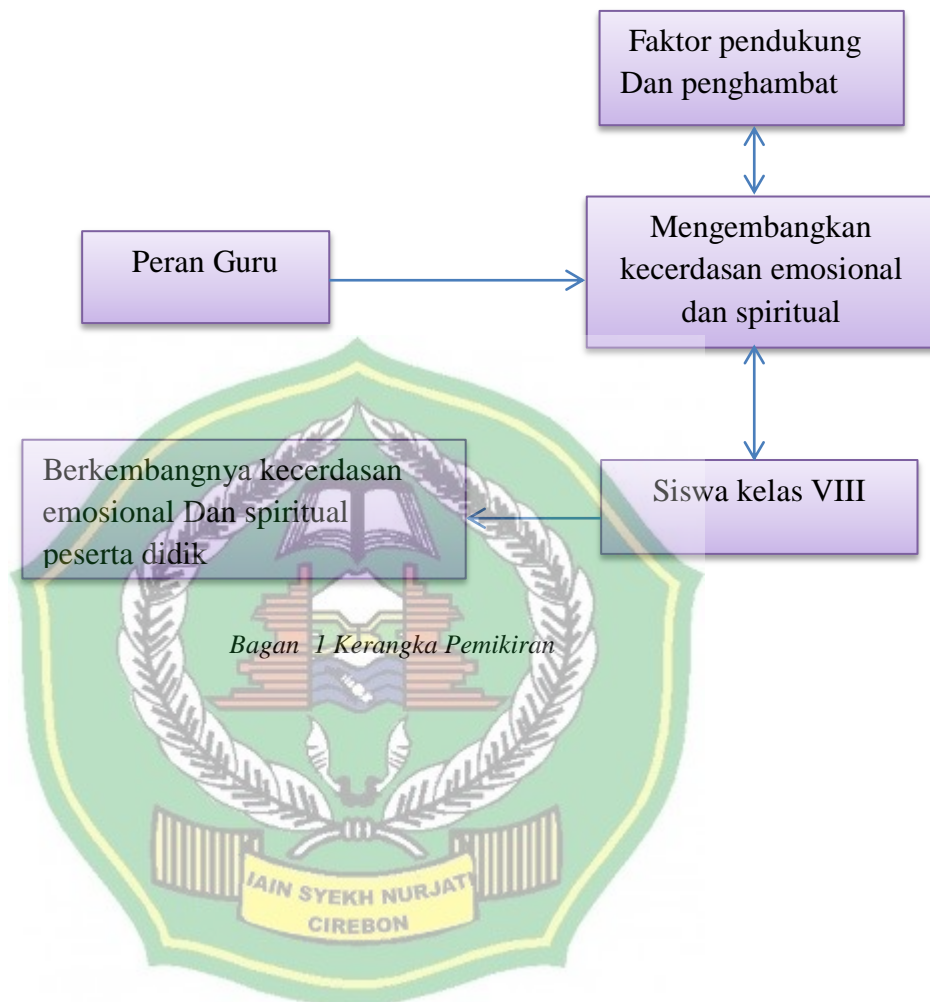 Faktor pendukung
Dan penghambat
Mengembangkan
kecerdasan emosional
dan spiritual
Peran Guru
Berkembangnya kecerdasan
emosional Dan spiritual
peserta didik
Siswa kelas VIII
Bagan 1 Kerangka Pemikiran
IAIN SYEKH NURJATI
CIREBON